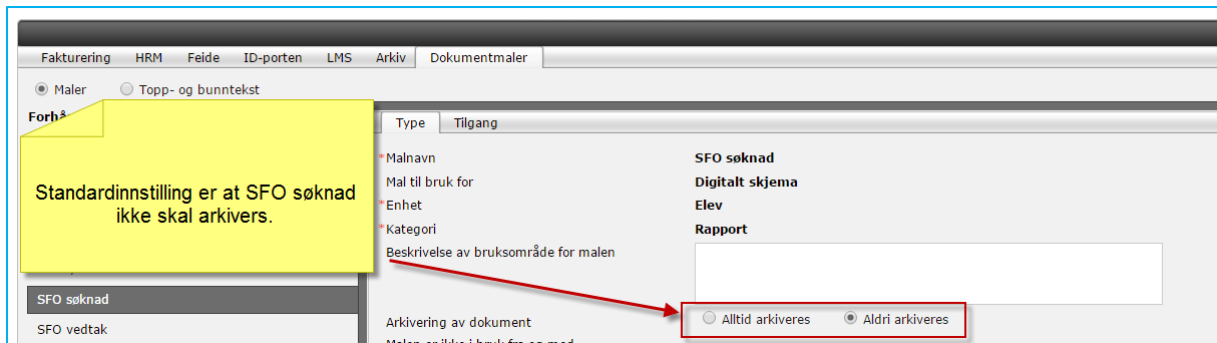 Fakturering HRM Feide ID-porten LMS Arkiv Dokumentmaler
Maler Topp- og bunntekst
Type Tilgang
Standardinnstilling er at SFO søknad
ikke skal arkivers.
*Malnavn SFO søknad
Mal til bruk for Digitalt skjema
*Enhet Elev
*Kategori Rapport
Beskrivelse av bruksområde for malen
SFO søknad
SFO vedtak
Arkivering av dokument Alltid arkiveres Aldri arkiveres